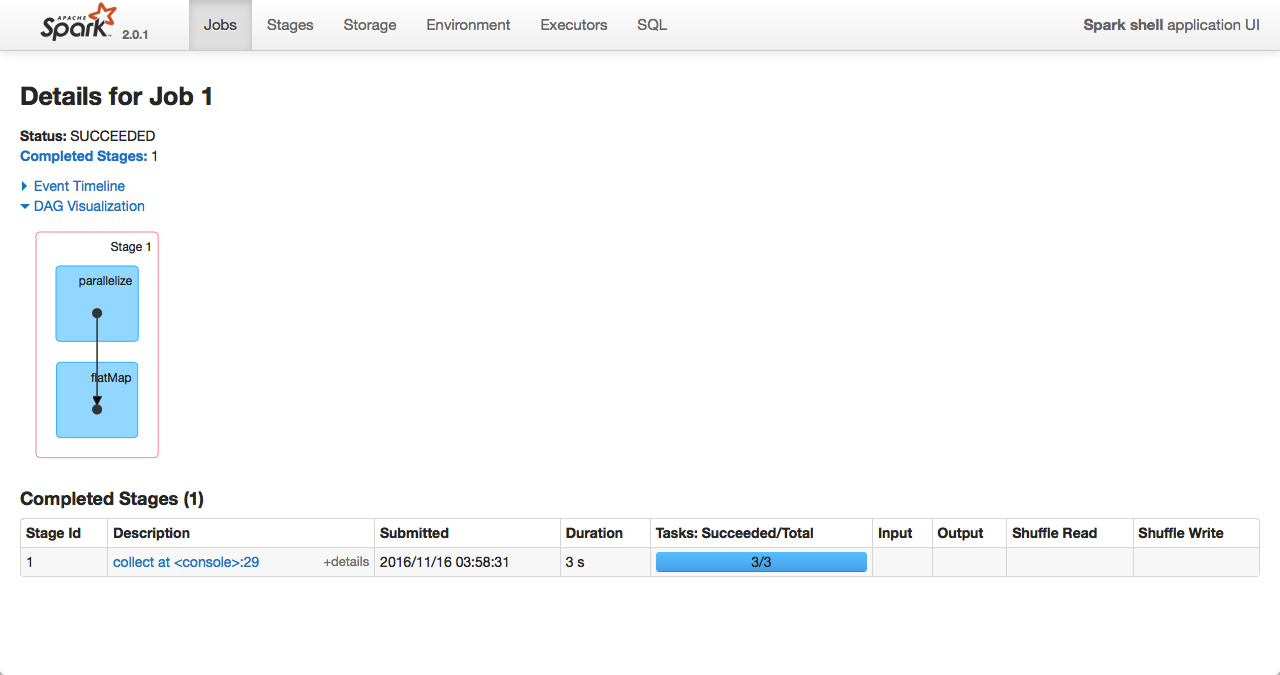 APACHE
Spark 2.0.1 Jobs Stages Storage Environment Executors SQL Spark shell application UI
Details for Job 1
Status: SUCCEEDED
Completed Stages: 1
Event Timeline
DAG Visualization
Stage 1
parallelize
flatMap
Completed Stages (1)
Stage Id Description Submitted Duration Tasks: Succeeded/Total Input Output Shuffle Read Shuffle Write
1 collect at <console>:29 +details 2016/11/16 03:58:31 3 s 3/3